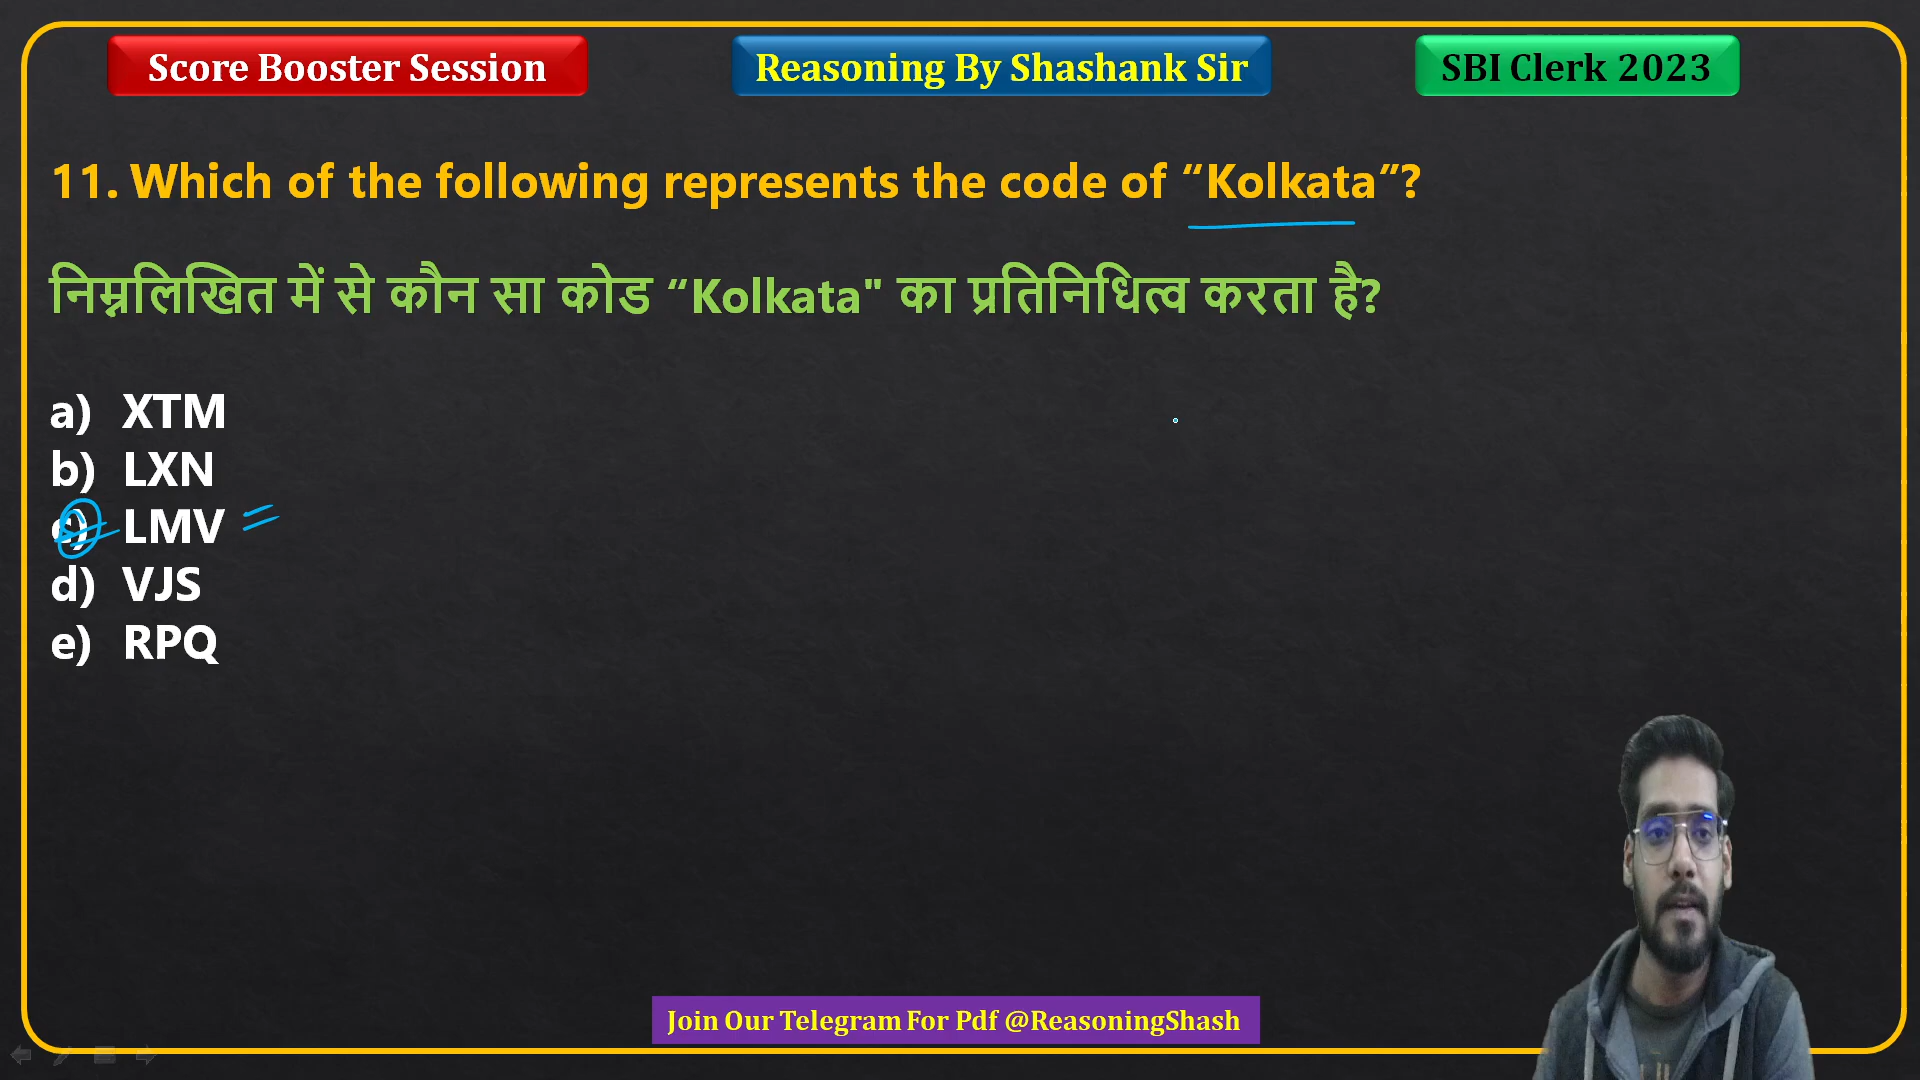 Score Booster Session
Reasoning By Shashank Sir
SBI Clerk 2023
11. Which of the following represents the code of “Kolkata”?
निम्नलिखित में से कौन सा कोड “Kolkata" का प्रतिनिधित्व करता है?
a) XTM
b) LXN
c) LMV
d) VJS
e) RPQ
Join Our Telegram For Pdf @ReasoningShash